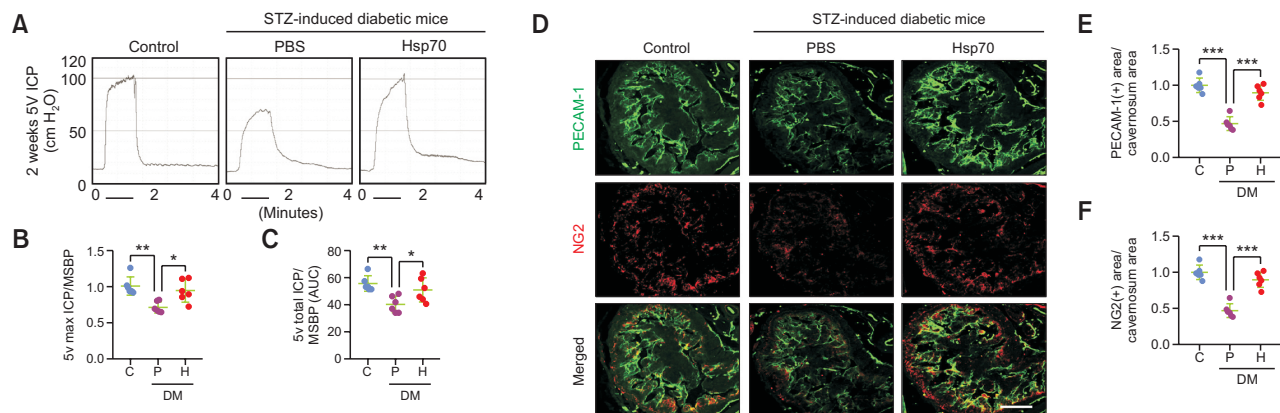 A
STZ-induced diabetic mice
Control
PBS
Hsp70
2 weeks 5V ICP
(cm H2O)
120
100
50
0
0 2 4
0 2 4
0 2 4
(Minutes)
B
5v max ICP/MSBP
1.5
1.0
0.5
0.0
**
*
C P H
DM
C
5v total ICP/
MSBP (AUC)
80
60
40
20
0
**
*
C P H
DM
D
STZ-induced diabetic mice
Control
PBS
Hsp70
PECAM-1
NG2
Merged
E
PECAM-1(+) area/
cavernosum area
1.5
1.0
0.5
0.0
***
***
C P H
DM
F
NG2(+) area/
cavernosum area
1.5
1.0
0.5
0.0
***
***
C P H
DM